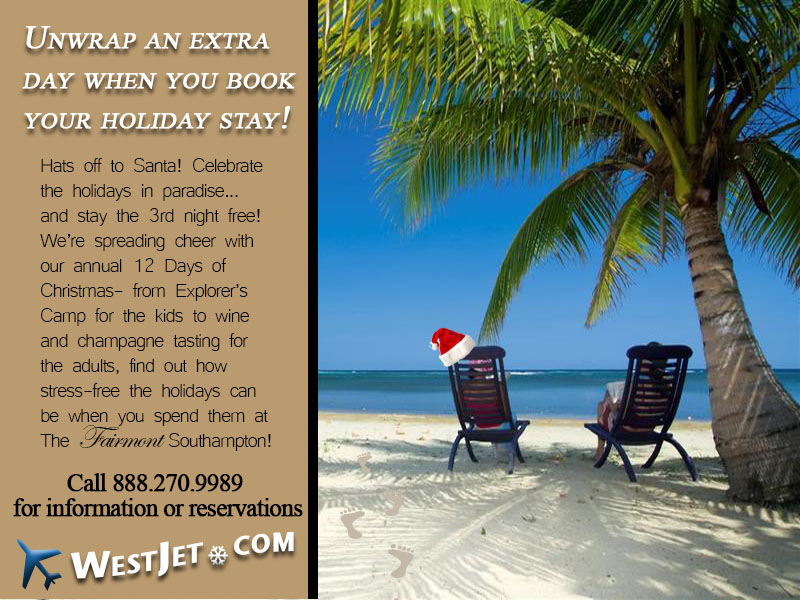 Unwrap an extra
day when you book
your holiday stay!
Hats off to Santa! Celebrate
the holidays in paradise...
and stay the 3rd night free!
We're spreading cheer with
our annual 12 Days of
Christmas- from Explorer's
Camp for the kids to wine
and champagne tasting for
the adults, find out how
stress-free the holidays can
be when you spend them at
The Fairmont Southampton!
Call 888.270.9989
for information or reservations
WestJet.com